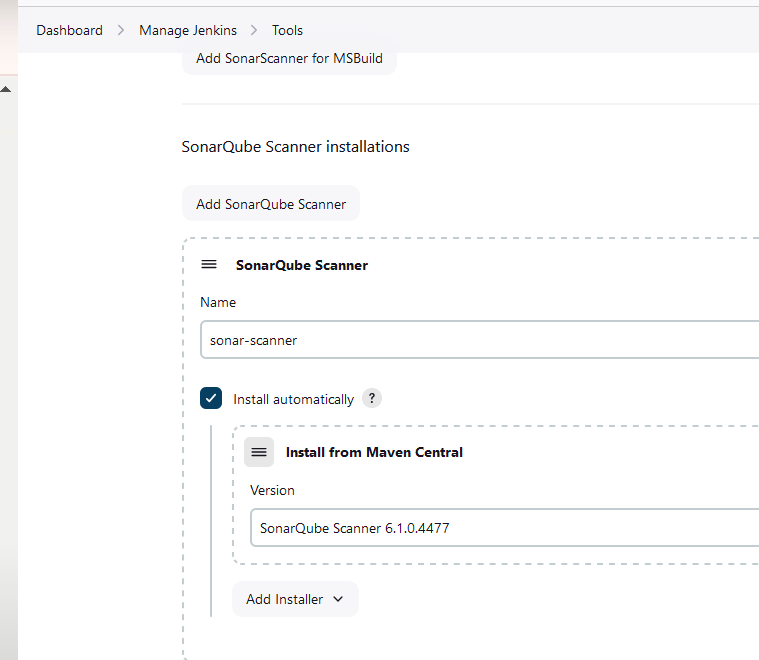 Dashboard > Manage Jenkins > Tools
Add SonarScanner for MSBuild
SonarQube Scanner installations
Add SonarQube Scanner
SonarQube Scanner
Name
sonar-scanner
Install automatically ?
Install from Maven Central
Version
SonarQube Scanner 6.1.0.4477
Add Installer